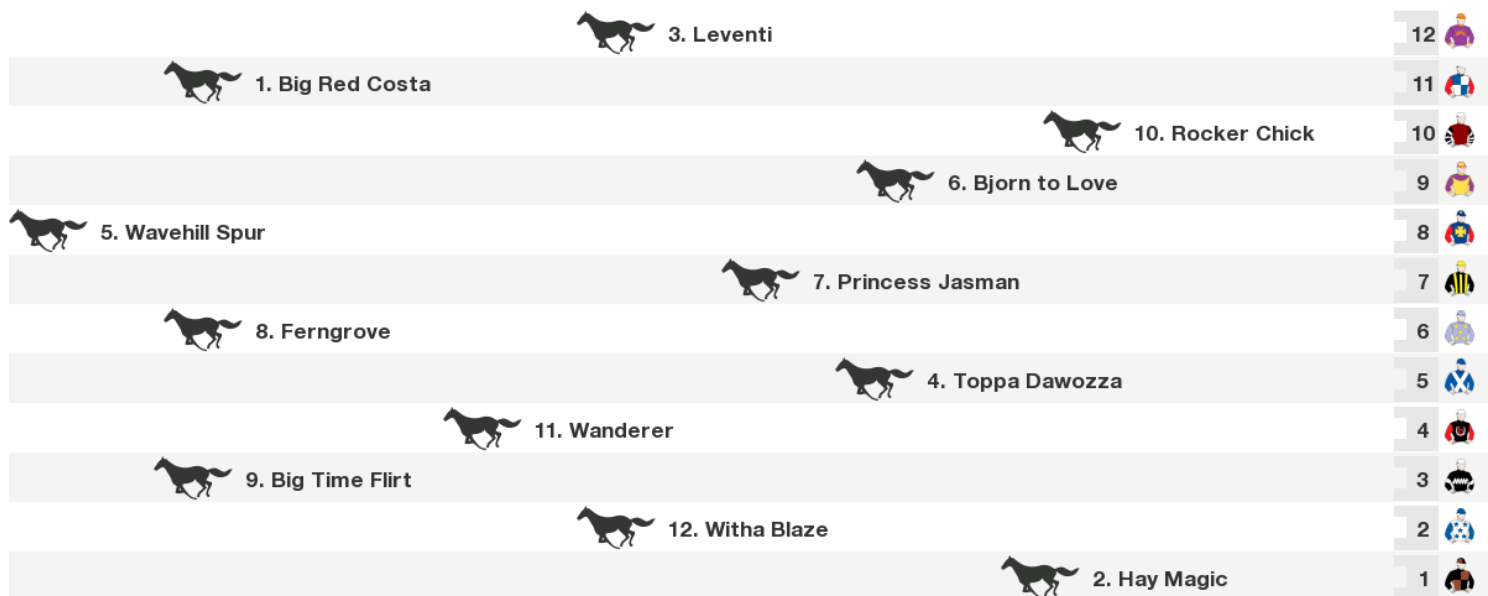 3. Leventi 12
1. Big Red Costa 11
10. Rocker Chick 10
6. Bjorn to Love 9
5. Wavehill Spur 8
7. Princess Jasman 7
8. Ferngrove 6
4. Toppa Dawozza 5
11. Wanderer 4
9. Big Time Flirt 3
12. Witha Blaze 2
2. Hay Magic 1